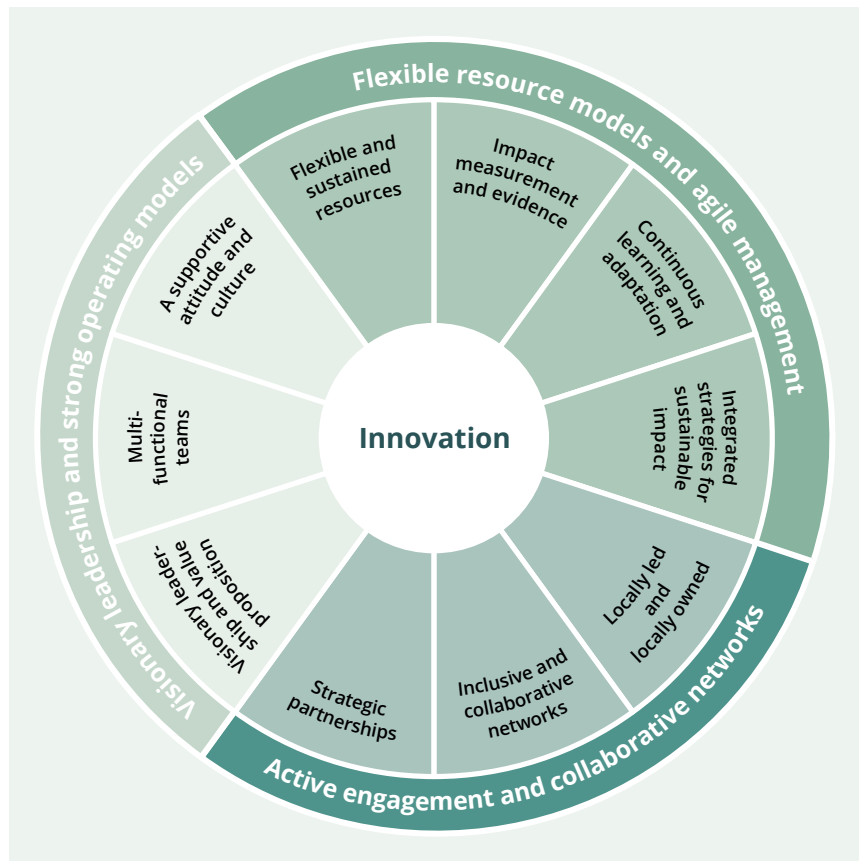 Flexible resource models and agile management
Flexible and
sustained
resources
Impact
measurement
and evidence
Continuous
learning and
adaptation
Integrated
strategies for
sustainable
impact
Active engagement and collaborative networks
Locally led
and
locally owned
Inclusive and
collaborative
networks
Strategic
partnerships
Visionary leadership and strong operating models
Visionary leader-
ship and value
proposition
Multi-
functional
teams
A supportive
attitude and
culture
Innovation